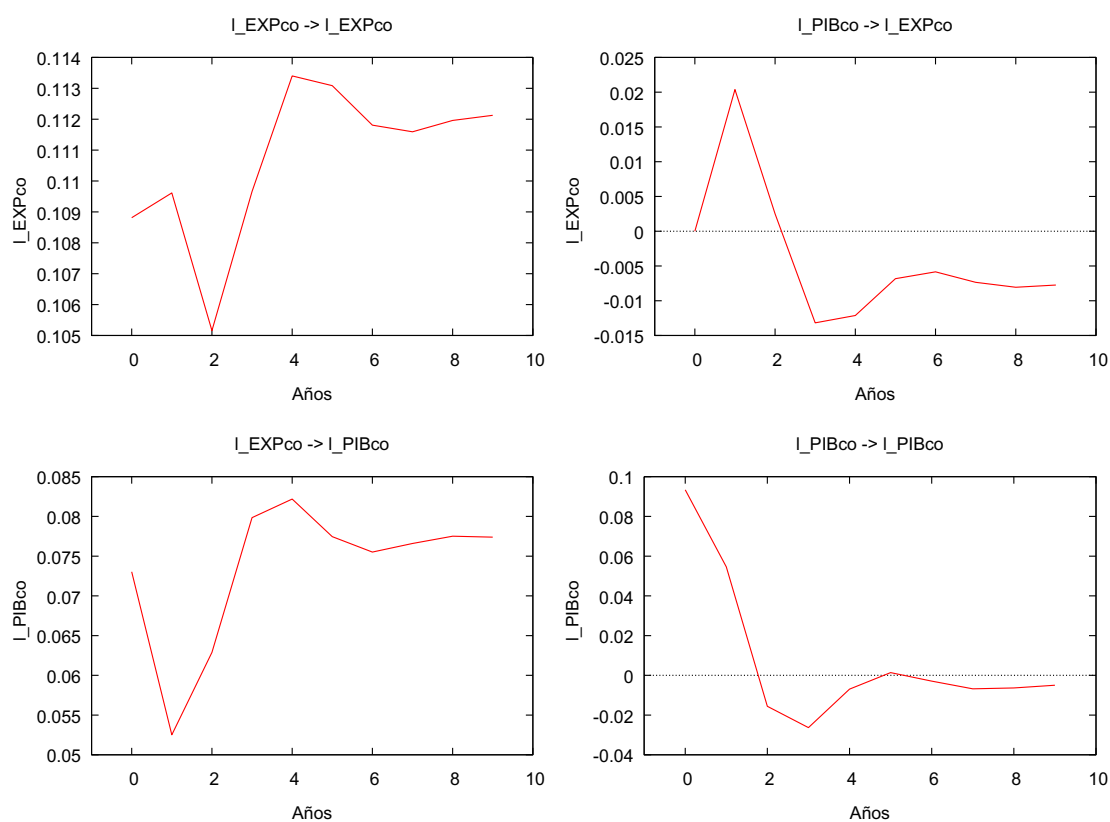 l_EXPco -> l_EXPco
0.114
0.113
0.112
0.111
0.11
0.109
0.108
0.107
0.106
0.105
l_EXPco
0 2 4 6 8 10
Años
l_PIBco -> l_EXPco
0.025
0.02
0.015
0.01
0.005
0
-0.005
-0.01
-0.015
l_EXPco
0 2 4 6 8 10
Años
l_EXPco -> l_PIBco
0.085
0.08
0.075
0.07
0.065
0.06
0.055
0.05
l_PIBco
0 2 4 6 8 10
Años
l_PIBco -> l_PIBco
0.1
0.08
0.06
0.04
0.02
0
-0.02
-0.04
l_PIBco
0 2 4 6 8 10
Años